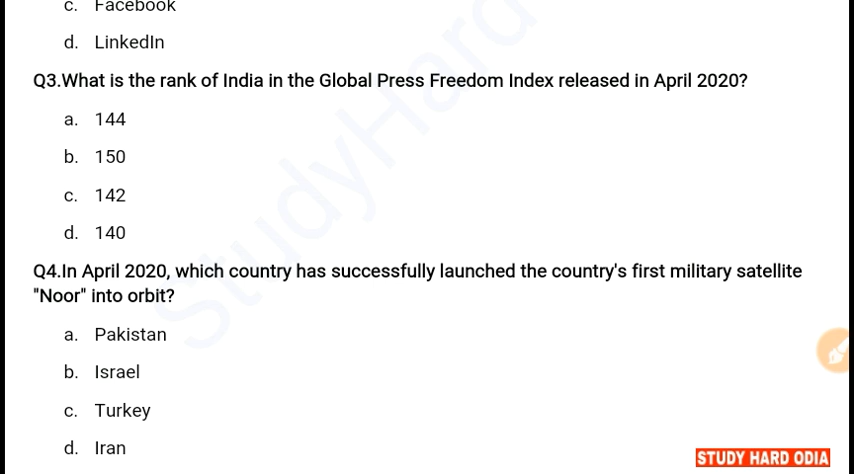 c. Facebook
d. LinkedIn
Q3.What is the rank of India in the Global Press Freedom Index released in April 2020?
a. 144
b. 150
c. 142
d. 140
Q4.In April 2020, which country has successfully launched the country's first military satellite
"Noor" into orbit?
a. Pakistan
b. Israel
c. Turkey
d. Iran
STUDY HARD ODIA
StudyHard